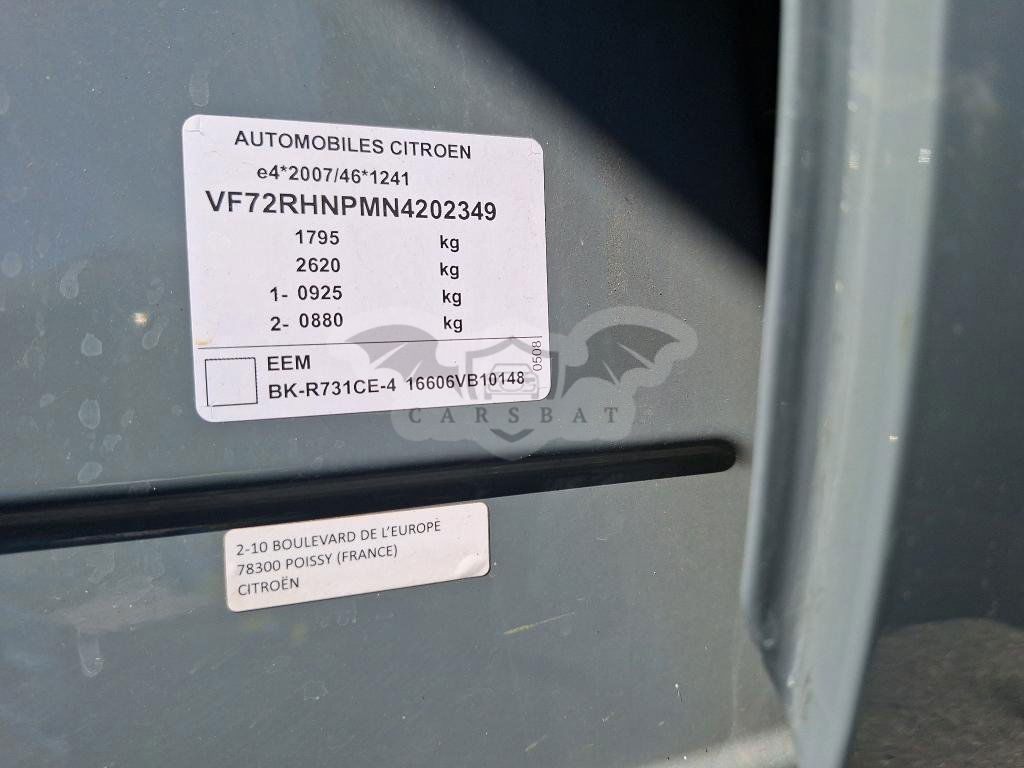 AUTOMOBILES CITROEN
e4*2007/46*1241
VF72RHNPMN4202349
1795 kg
2620 kg
1- 0925 kg
2- 0880 kg
EEM
BK-R731CE-4 16606VB10148
0508
CARSBAT
2-10 BOULEVARD DE L'EUROPE
78300 POISSY (FRANCE)
CITROËN